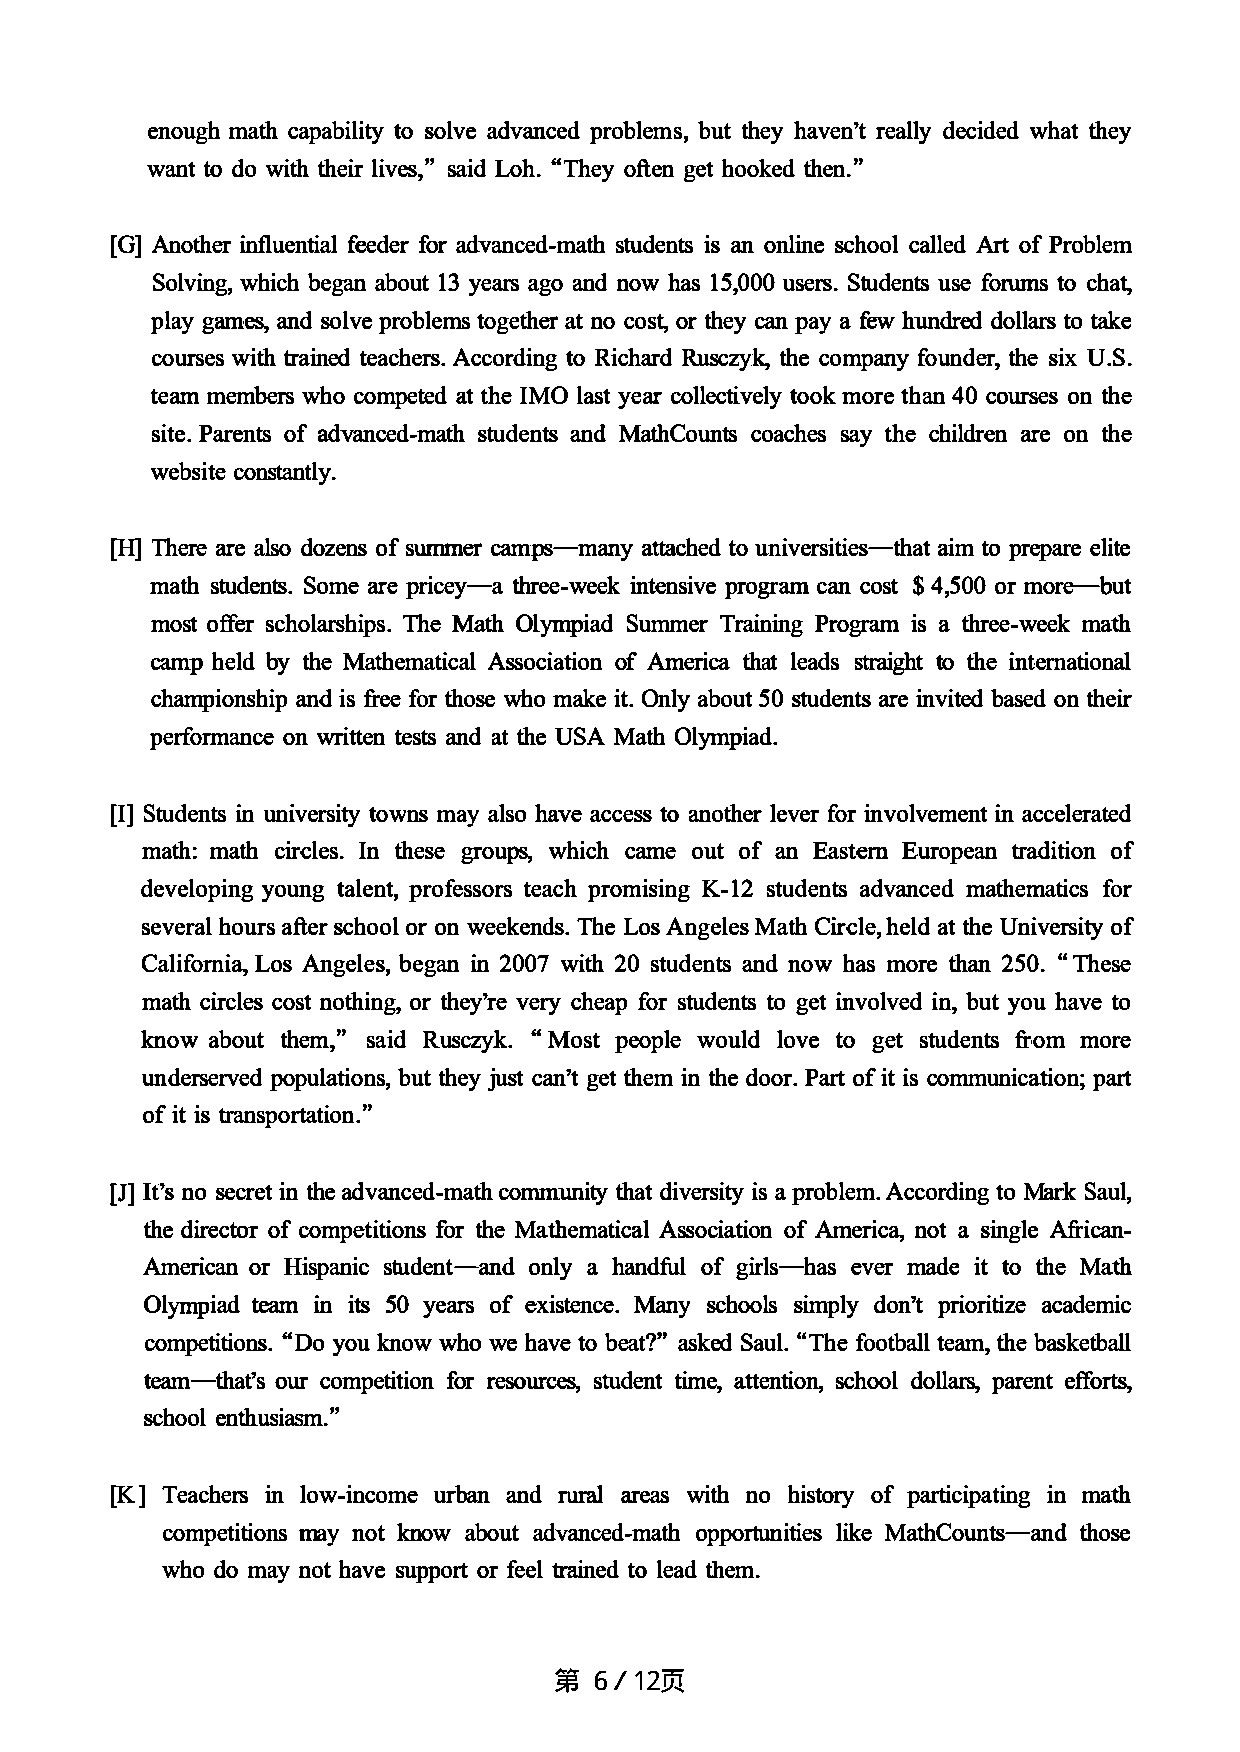 enough math capability to solve advanced problems, but they haven’t really decided what they
want to do with their lives,” said Loh. “They often get hooked then.”
[G] Another influential feeder for advanced-math students is an online school called Art of Problem
Solving, which began about 13 years ago and now has 15,000 users. Students use forums to chat,
play games, and solve problems together at no cost, or they can pay a few hundred dollars to take
courses with trained teachers. According to Richard Rusczyk, the company founder, the six U.S.
team members who competed at the IMO last year collectively took more than 40 courses on the
site. Parents of advanced-math students and MathCounts coaches say the children are on the
website constantly.
[H] There are also dozens of summer camps—many attached to universities—that aim to prepare elite
math students. Some are pricey—a three-week intensive program can cost $ 4,500 or more—but
most offer scholarships. The Math Olympiad Summer Training Program is a three-week math
camp held by the Mathematical Association of America that leads straight to the international
championship and is free for those who make it. Only about 50 students are invited based on their
performance on written tests and at the USA Math Olympiad.
[I] Students in university towns may also have access to another lever for involvement in accelerated
math: math circles. In these groups, which came out of an Eastern European tradition of
developing young talent, professors teach promising K-12 students advanced mathematics for
several hours after school or on weekends. The Los Angeles Math Circle, held at the University of
California, Los Angeles, began in 2007 with 20 students and now has more than 250. “These
math circles cost nothing, or they’re very cheap for students to get involved in, but you have to
know about them,” said Rusczyk. “Most people would love to get students from more
underserved populations, but they just can’t get them in the door. Part of it is communication; part
of it is transportation.”
[J] It’s no secret in the advanced-math community that diversity is a problem. According to Mark Saul,
the director of competitions for the Mathematical Association of America, not a single African-
American or Hispanic student—and only a handful of girls—has ever made it to the Math
Olympiad team in its 50 years of existence. Many schools simply don’t prioritize academic
competitions. “Do you know who we have to beat?” asked Saul. “The football team, the basketball
team—that’s our competition for resources, student time, attention, school dollars, parent efforts,
school enthusiasm.”
[K] Teachers in low-income urban and rural areas with no history of participating in math
competitions may not know about advanced-math opportunities like MathCounts—and those
who do may not have support or feel trained to lead them.
第 6 / 12页